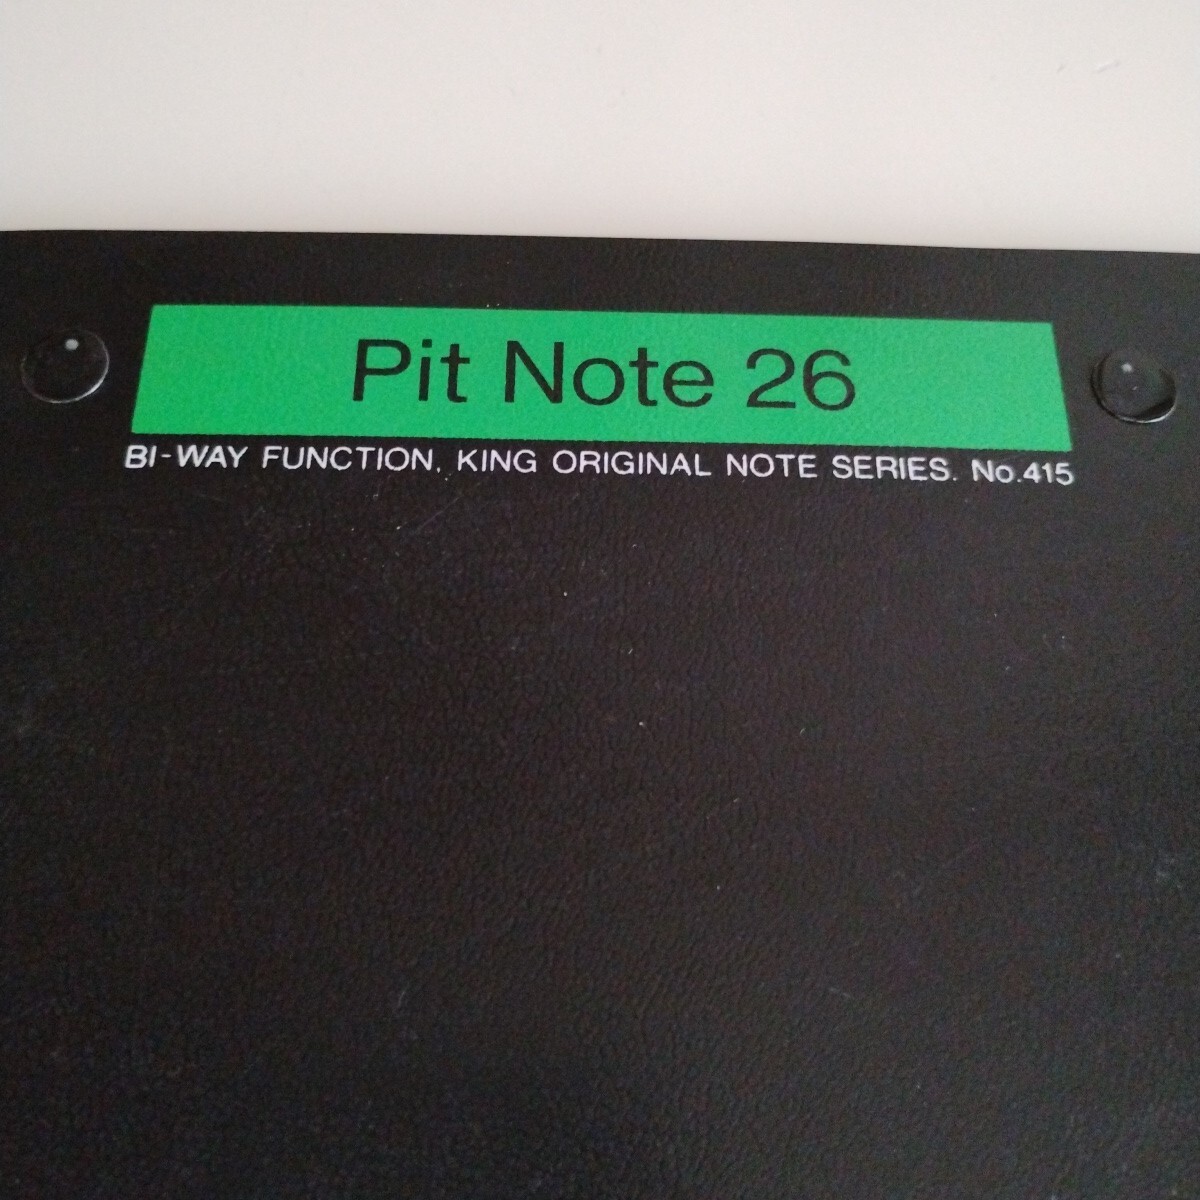 Pit Note 26
BI-WAY FUNCTION. KING ORIGINAL NOTE SERIES. No.415